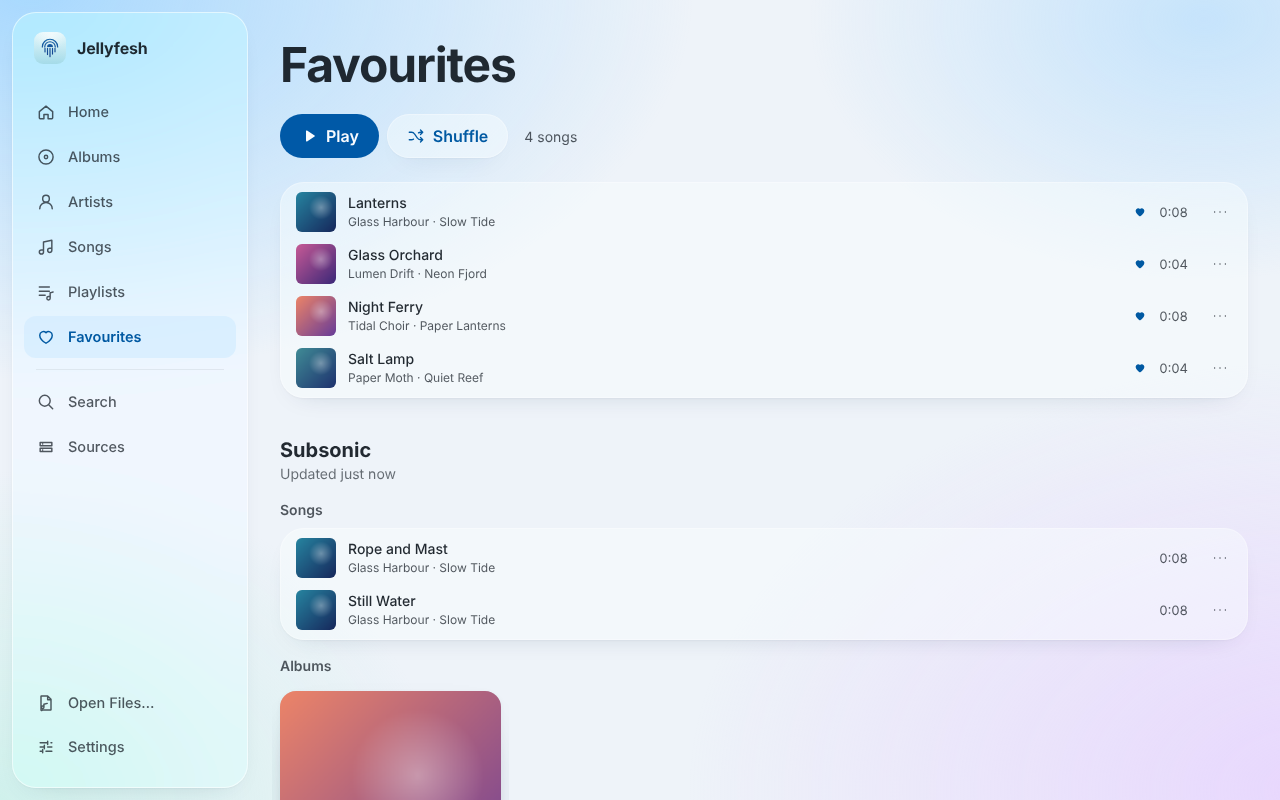 Jellyfesh
Home
Albums
Artists
Songs
Playlists
Favourites
Search
Sources
Open Files...
Settings
Favourites
Play
Shuffle
4 songs
Lanterns
Glass Harbour · Slow Tide
0:08
Glass Orchard
Lumen Drift · Neon Fjord
0:04
Night Ferry
Tidal Choir · Paper Lanterns
0:08
Salt Lamp
Paper Moth · Quiet Reef
0:04
Subsonic
Updated just now
Songs
Rope and Mast
Glass Harbour · Slow Tide
0:08
Still Water
Glass Harbour · Slow Tide
0:08
Albums